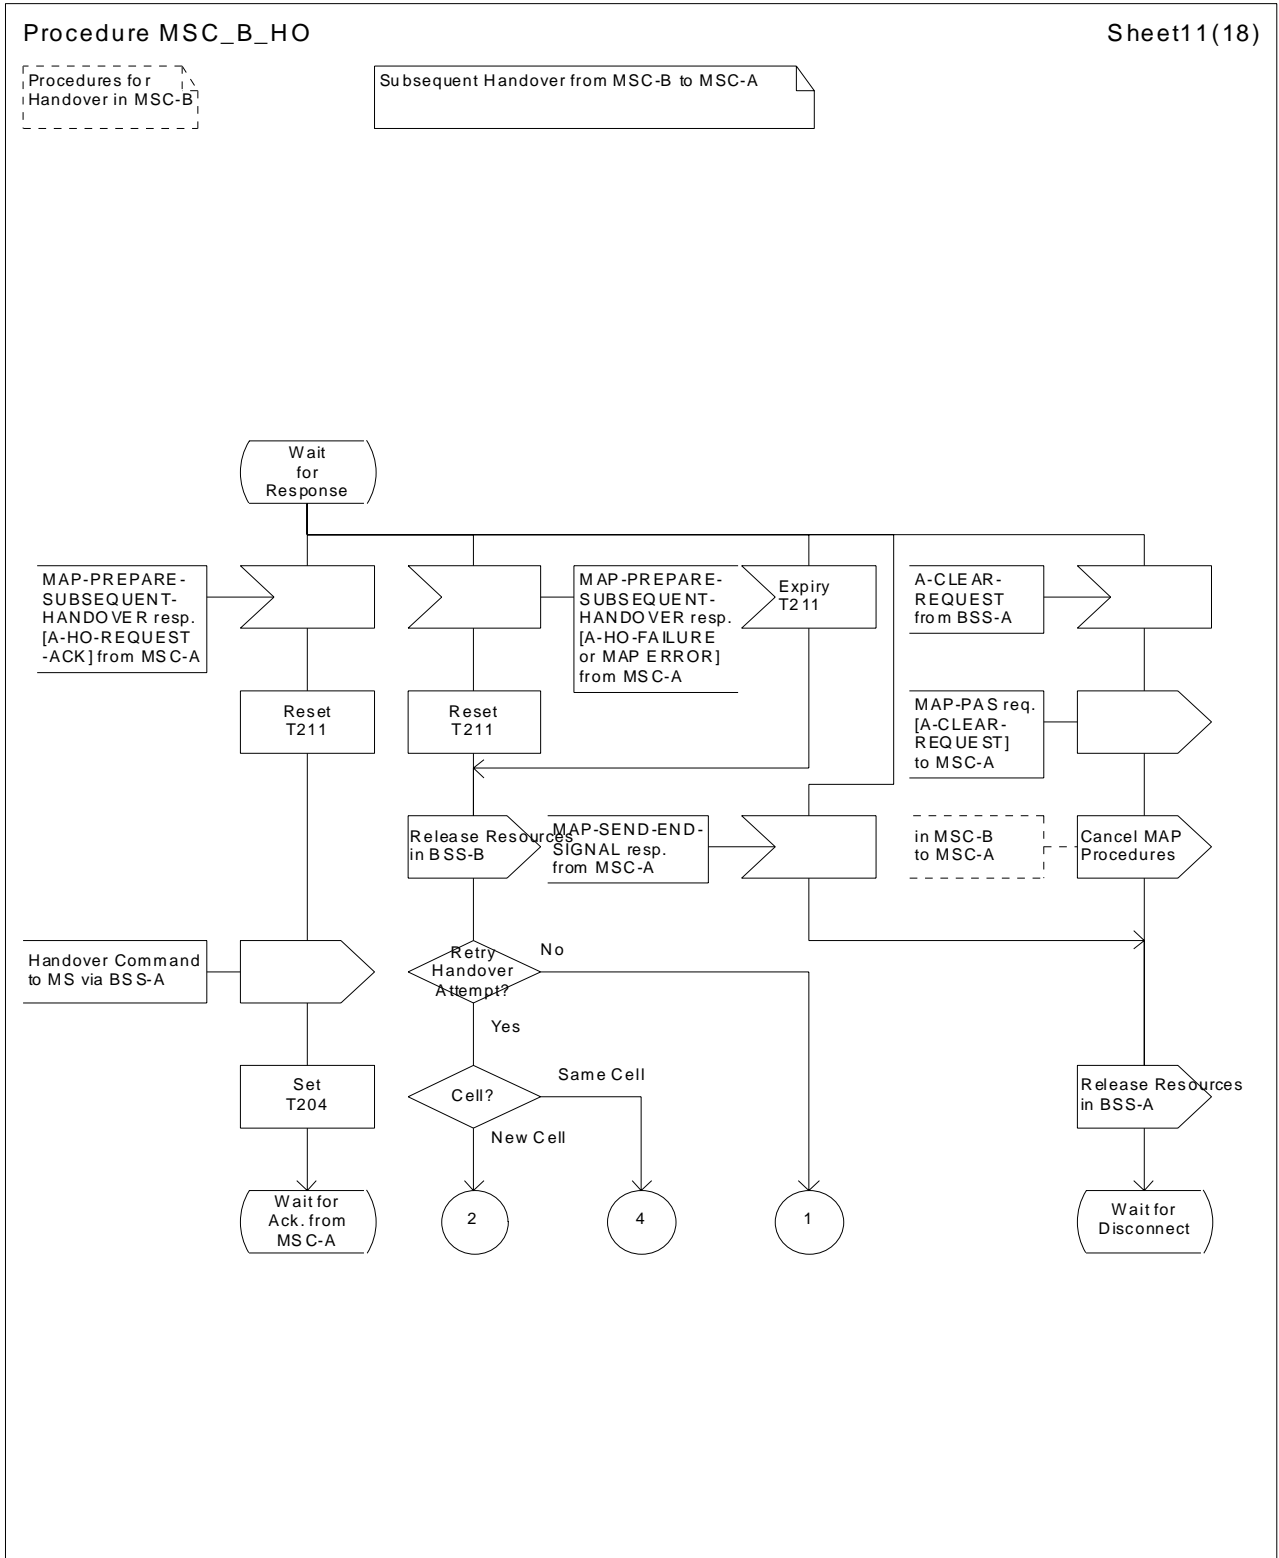 Procedure MSC_B_HO
Sheet11(18)
Procedures for
Handover in MSC-B
Subsequent Handover from MSC-B to MSC-A
Wait
for
Response
MAP-PREPARE-
SUBSEQUENT-
HANDOVER resp.
[A-HO-REQUEST
-ACK] from MSC-A
MAP-PREPARE-
SUBSEQUENT-
HANDOVER resp.
[A-HO-FAILURE
or MAP ERROR]
from MSC-A
Expiry
T211
A-CLEAR-
REQUEST
from BSS-A
Reset
T211
Reset
T211
MAP-PAS req.
[A-CLEAR-
REQUEST]
to MSC-A
Release Resources
in BSS-B
MAP-SEND-END-
SIGNAL resp.
from MSC-A
in MSC-B
to MSC-A
Cancel MAP
Procedures
Handover Command
to MS via BSS-A
Retry
Handover
Attempt?
No
Yes
Set
T204
Cell?
Same Cell
New Cell
Release Resources
in BSS-A
Wait for
Ack. from
MSC-A
2
4
1
Wait for
Disconnect